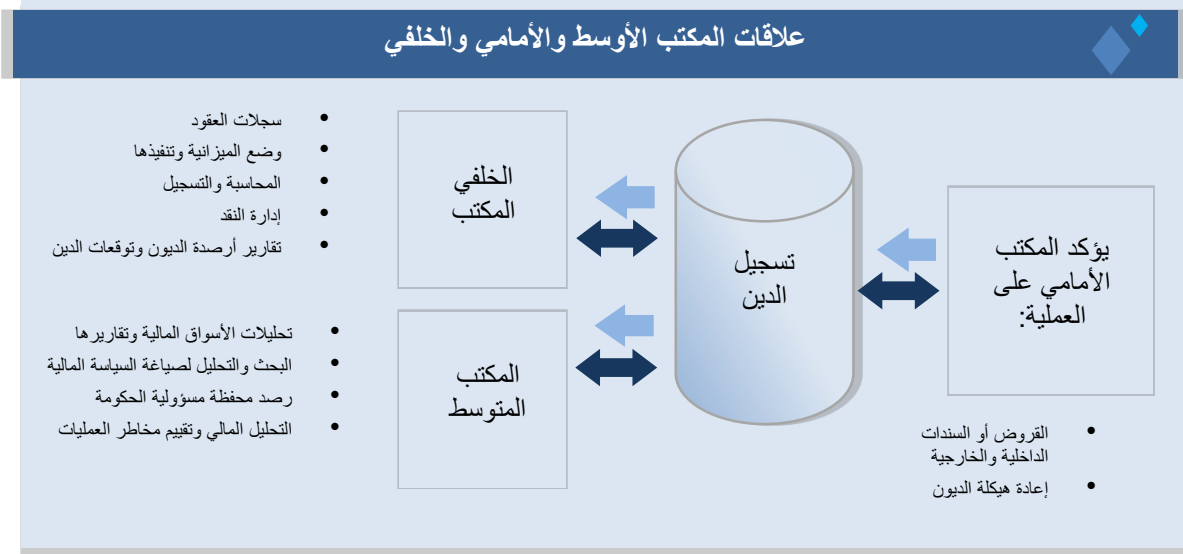 علاقات المكتب الأوسط والأمامي والخلفي
يؤكد المكتب
الأمامي على
العملية:
• القروض أو السندات
الداخلية والخارجية
• إعادة هيكلة الديون
تسجيل
الدين
الخلفي
المكتب
• سجلات العقود
• وضع الميزانية وتنفيذها
• المحاسبة والتسجيل
• إدارة النقد
• تقارير أرصدة الديون وتوقعات الدين
المكتب
المتوسط
• تحليلات الأسواق المالية وتقاريرها
• البحث والتحليل لصياغة السياسة المالية
• رصد محفظة مسؤولية الحكومة
• التحليل المالي وتقييم مخاطر العمليات